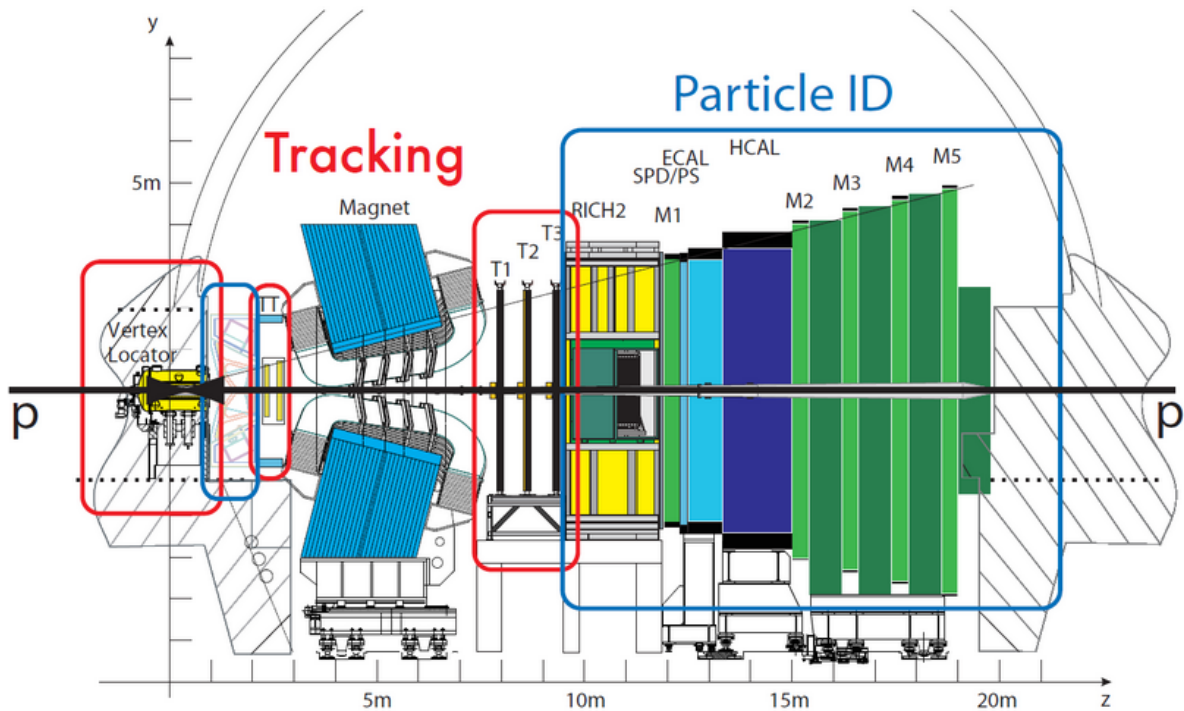 y
Particle ID
Tracking
HCAL
ECAL
M5
M4
SPD/PS
5m
M3
Magnet
M2
RICH2
M1
T3
T2
T1
TT
Vertex
Locator
p
p
5m
10m
15m
20m
z